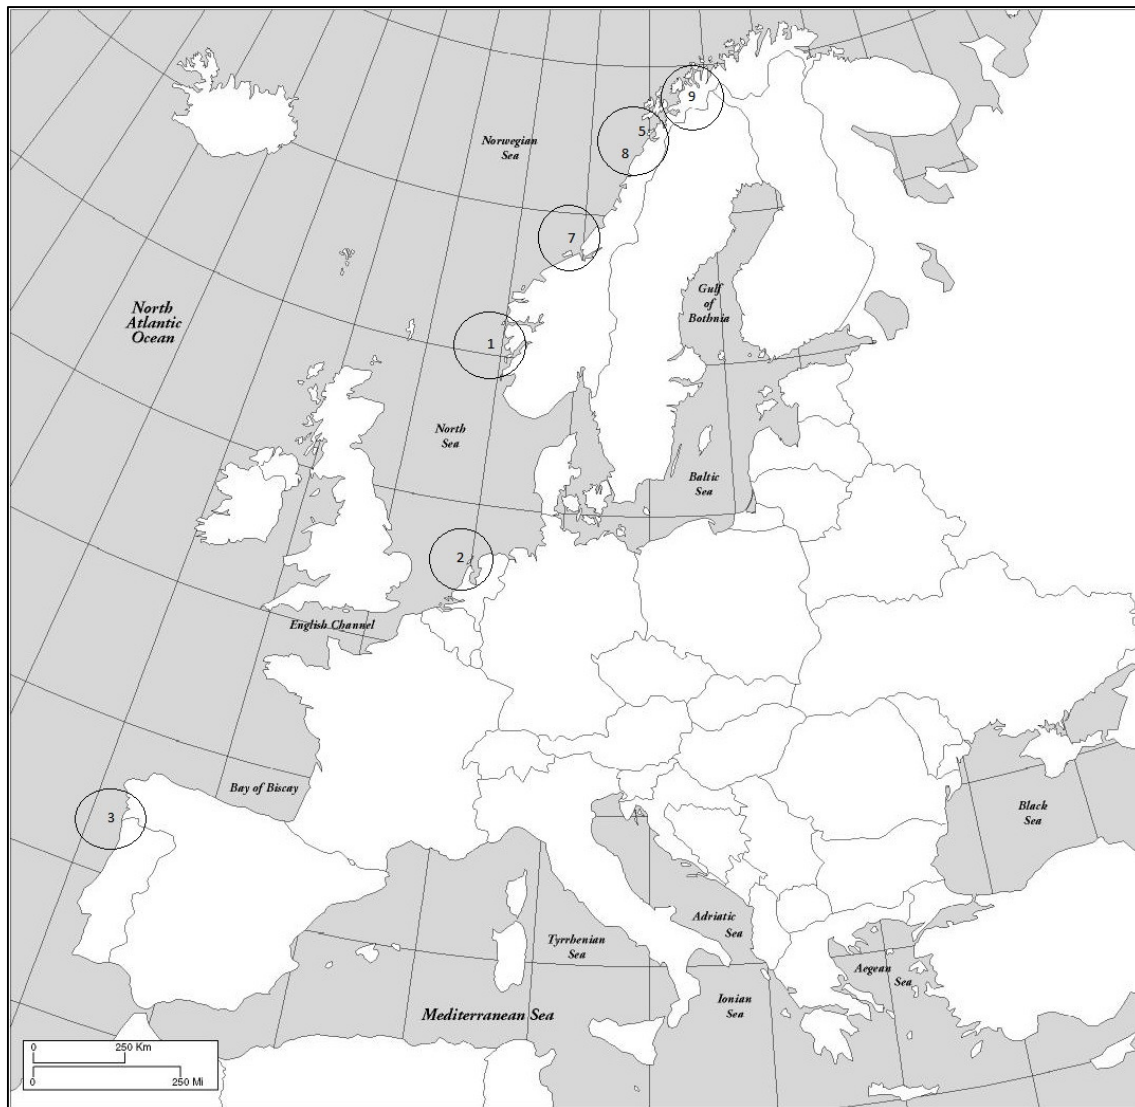 9
5
Norwegian
Sea
8
7
Gulf
of
Bothnia
North
Atlantic
Ocean
1
North
Sea
Baltic
Sea
2
English Channel
Bay of Biscay
3
Black
Sea
Adriatic
Sea
Tyrrhenian
Sea
Aegean
Sea
Ionian
Sea
Mediterranean Sea
0 250 Km
0 250 Mi